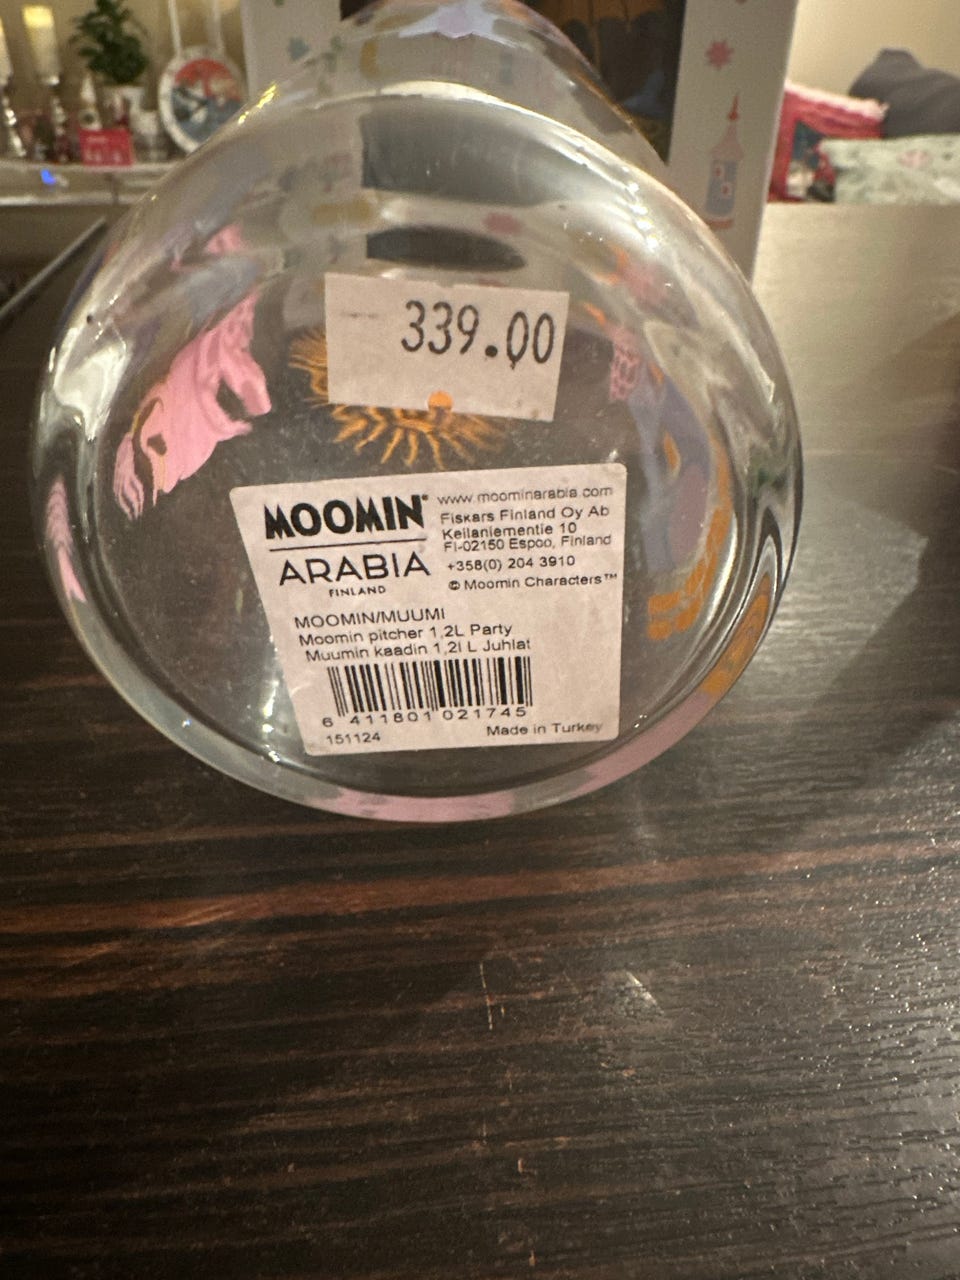 339.00
MOOMIN®
ARABIA
FINLAND
www.moominarabia.com
Fiskars Finland Oy Ab
Keilaniementie 10
FI-02150 Espoo, Finland
+358(0) 204 3910
© Moomin Characters™
MOOMIN/MUUMI
Moomin pitcher 1,2L Party
Muumin kaadin 1,2l L Juhlat
6 411801 021745
151124 Made in Turkey